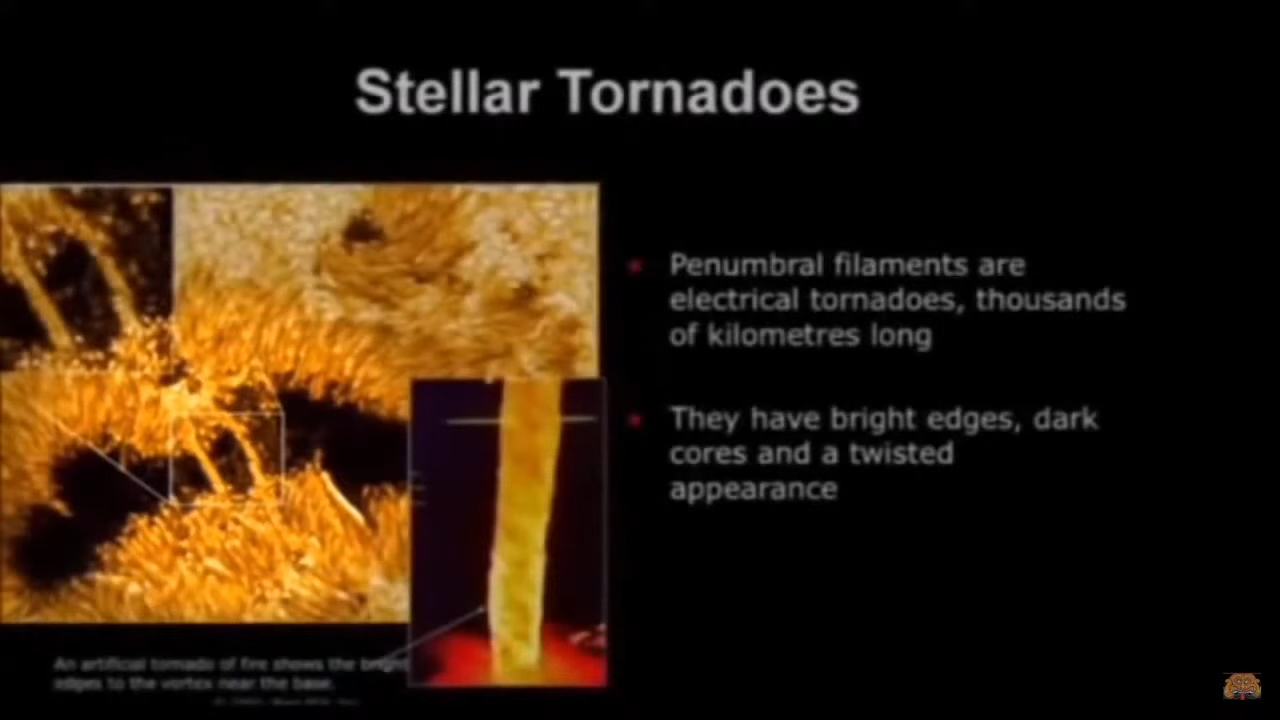 Stellar Tornadoes
Penumbral filaments are
electrical tornadoes, thousands
of kilometres long
They have bright edges, dark
cores and a twisted
appearance
An artificial tornado of fire shows the bright
edges to the vortex near the base.